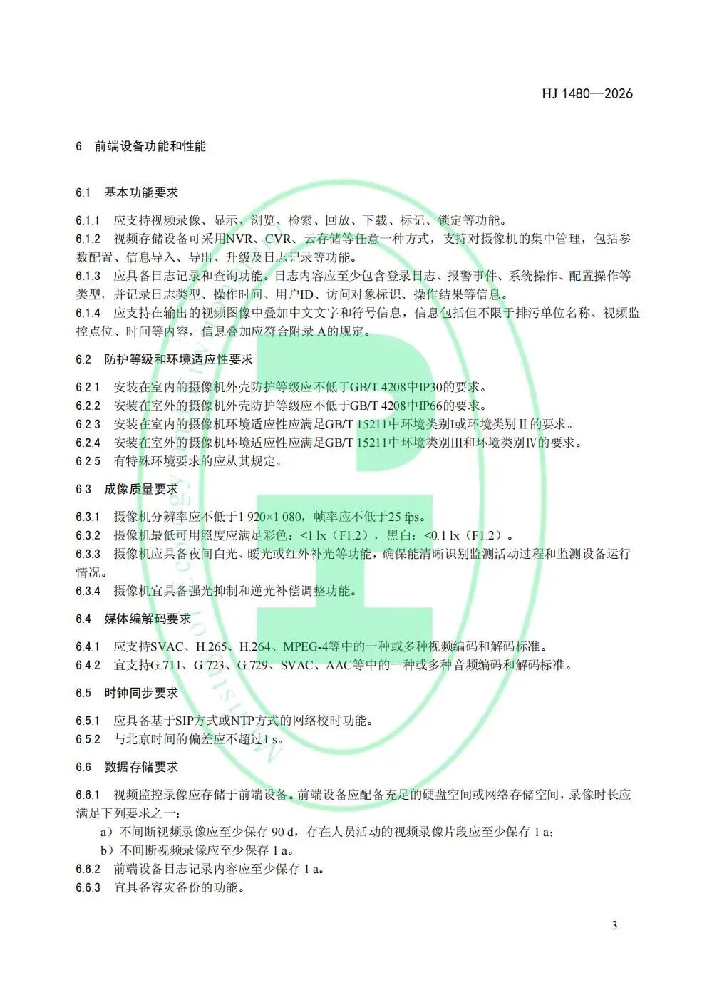 HJ 1480—2026
6 前端设备功能和性能
6.1 基本功能要求
6.1.1 应支持视频录像、显示、浏览、检索、回放、下载、标记、锁定等功能。
6.1.2 视频存储设备可采用NVR、CVR、云存储等任意一种方式，支持对摄像机的集中管理，包括参
数配置、信息导入、导出、升级及日志记录等功能。
6.1.3 应具备日志记录和查询功能。日志内容应至少包含登录日志、报警事件、系统操作、配置操作等
类型，并记录日志类型、操作时间、用户ID、访问对象标识、操作结果等信息。
6.1.4 应支持在输出的视频图像中叠加中文文字和符号信息，信息包括但不限于排污单位名称、视频监
控点位、时间等内容，信息叠加应符合附录 A的规定。
6.2 防护等级和环境适应性要求
6.2.1 安装在室内的摄像机外壳防护等级应不低于GB/T 4208中IP30的要求。
6.2.2 安装在室外的摄像机外壳防护等级应不低于GB/T 4208中IP66的要求。
6.2.3 安装在室内的摄像机环境适应性应满足GB/T 15211中环境类别I或环境类别Ⅱ的要求。
6.2.4 安装在室外的摄像机环境适应性应满足GB/T 15211中环境类别Ⅲ和环境类别Ⅳ的要求。
6.2.5 有特殊环境要求的应从其规定。
6.3 成像质量要求
6.3.1 摄像机分辨率应不低于1 920×1 080，帧率应不低于25 fps。
6.3.2 摄像机最低可用照度应满足彩色：<1 lx（F1.2），黑白：<0.1 lx（F1.2）。
6.3.3 摄像机应具备夜间白光、暖光或红外补光等功能，确保能清晰识别监测活动过程和监测设备运行
情况。
6.3.4 摄像机宜具备强光抑制和逆光补偿调整功能。
6.4 媒体编解码要求
6.4.1 应支持SVAC、H.265、H.264、MPEG-4等中的一种或多种视频编码和解码标准。
6.4.2 宜支持G.711、G.723、G.729、SVAC、AAC等中的一种或多种音频编码和解码标准。
6.5 时钟同步要求
6.5.1 应具备基于SIP方式或NTP方式的网络校时功能。
6.5.2 与北京时间的偏差应不超过1 s。
6.6 数据存储要求
6.6.1 视频监控录像应存储于前端设备。前端设备应配备充足的硬盘空间或网络存储空间，录像时长应
满足下列要求之一：
a）不间断视频录像应至少保存 90 d，存在人员活动的视频录像片段应至少保存 1 a；
b）不间断视频录像应至少保存 1 a。
6.6.2 前端设备日志记录内容应至少保存 1 a。
6.6.3 宜具备容灾备份的功能。
3
Ministry of Ecology and Environment